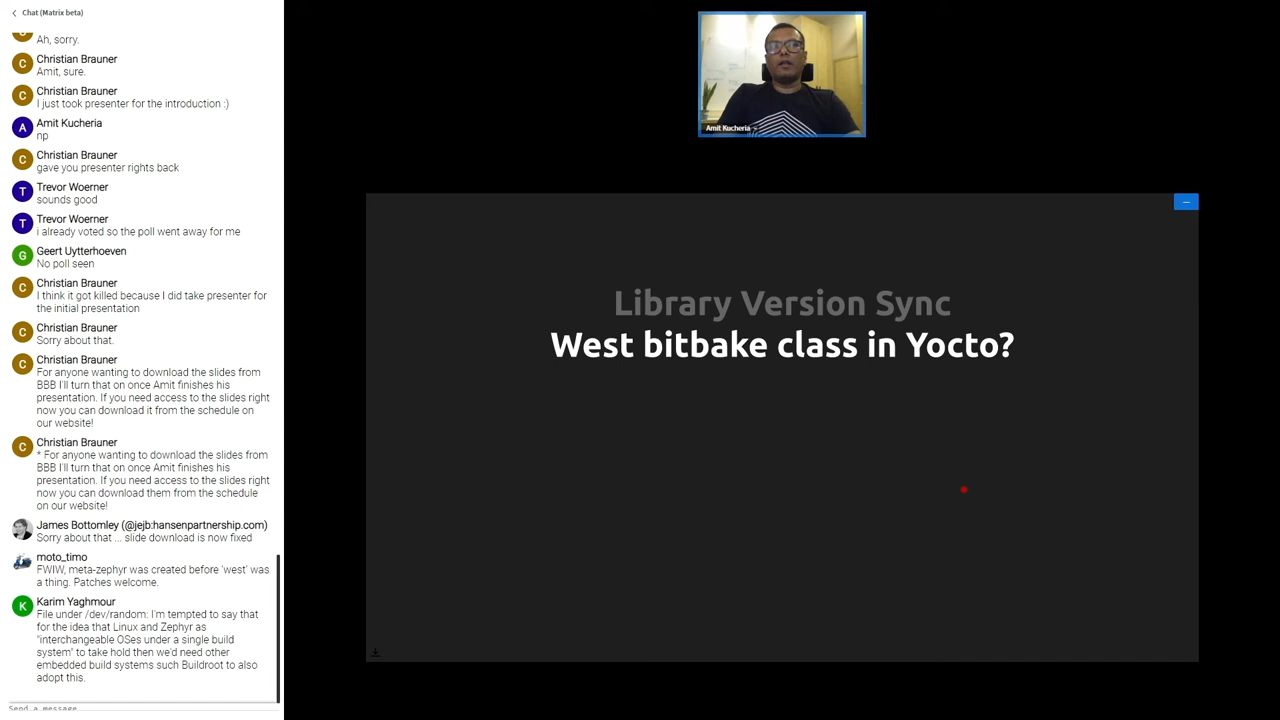 Chat (Matrix beta)
Ah, sorry.
Christian Brauner
Amit, sure.
Christian Brauner
I just took presenter for the introduction :)
Amit Kucheria
np
Christian Brauner
gave you presenter rights back
Trevor Woerner
sounds good
Trevor Woerner
i already voted so the poll went away for me
Geert Uytterhoeven
No poll seen
Christian Brauner
I think it got killed because I did take presenter for
the initial presentation
Christian Brauner
Sorry about that.
Christian Brauner
For anyone wanting to download the slides from
BBB I'll turn that on once Amit finishes his
presentation. If you need access to the slides right
now you can download it from the schedule on
our website!
Christian Brauner
* For anyone wanting to download the slides from
BBB I'll turn that on once Amit finishes his
presentation. If you need access to the slides right
now you can download them from the schedule
on our website!
James Bottomley (@jejb:hansenpartnership.com)
Sorry about that ... slide download is now fixed
moto_timo
FWIW, meta-zephyr was created before 'west' was
a thing. Patches welcome.
Karim Yaghmour
File under /dev/random: I'm tempted to say that
for the idea that Linux and Zephyr as
"interchangeable OSes under a single build
system" to take hold then we'd need other
embedded build systems such Buildroot to also
adopt this.
Send a message
Amit Kucheria
Library Version Sync
West bitbake class in Yocto?